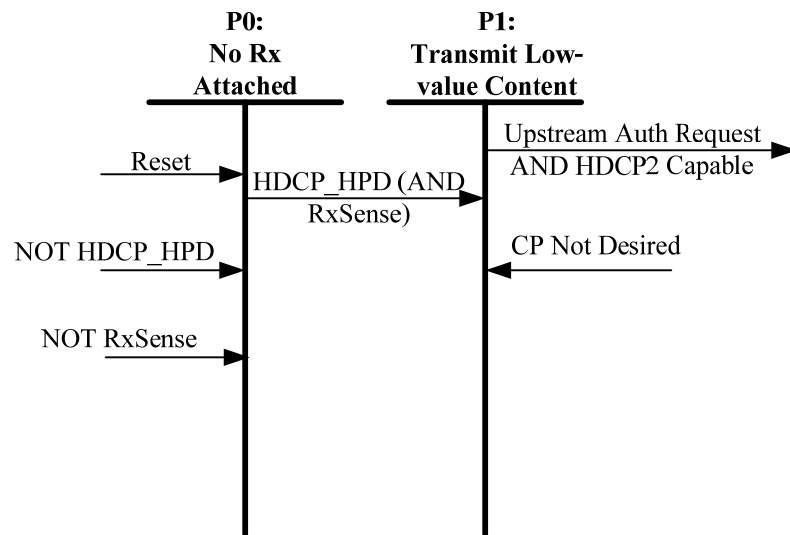 P0:
No Rx
Attached
P1:
Transmit Low-
value Content
Upstream Auth Request
AND HDCP2 Capable
Reset
HDCP_HPD (AND
RxSense)
NOT HDCP_HPD
CP Not Desired
NOT RxSense